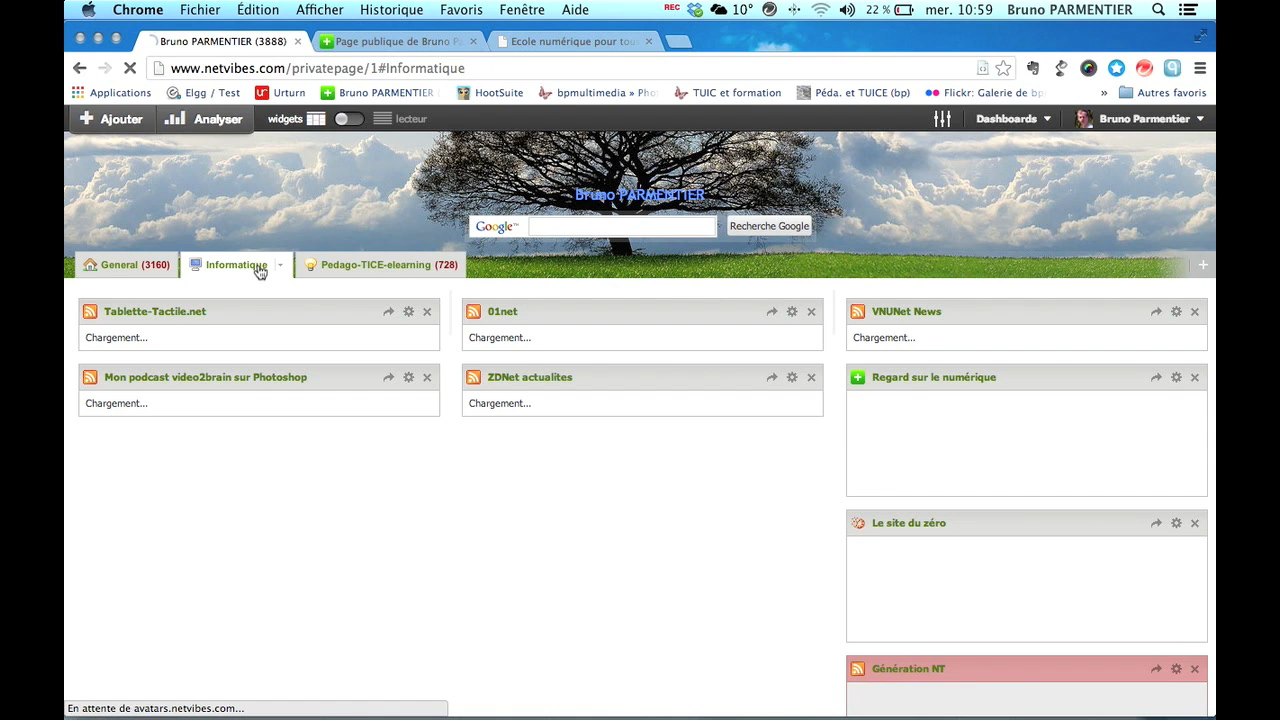 Chrome Fichier Édition Afficher Historique Favoris Fenêtre Aide REC 10° 22 % mer. 10:59 Bruno PARMENTIER
Bruno PARMENTIER (3888) Page publique de Bruno P Ecole numérique pour tou
www.netvibes.com/privatepage/1#Informatique
Applications Elgg / Test Urturn Bruno PARMENTIER HootSuite bpmultimedia » Pho TUIC et formation Péda. et TUICE (bp) Flickr: Galerie de bp » Autres favoris
Ajouter Analyser widgets lecteur Dashboards Bruno Parmentier
Bruno PARMENTIER
Google™ Recherche Google
General (3160) Informatique Pedago-TICE-elearning (728)
Tablette-Tactile.net 01net VNUNet News
Chargement... Chargement... Chargement...
Mon podcast video2brain sur Photoshop ZDNet actualites Regard sur le numérique
Chargement... Chargement...
Le site du zéro
Génération NT
En attente de avatars.netvibes.com...